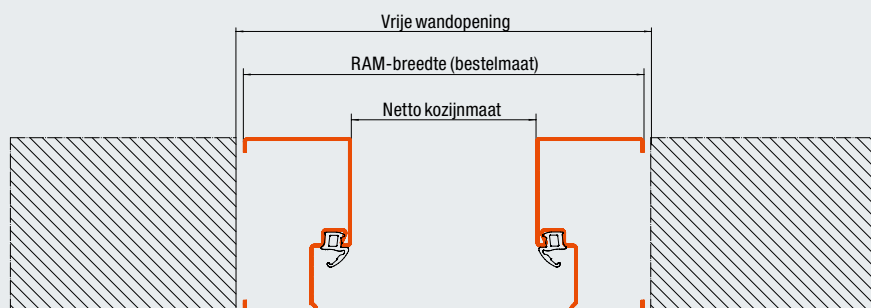 Vrije wandopening
RAM-breedte (bestelmaat)
Netto kozijnmaat